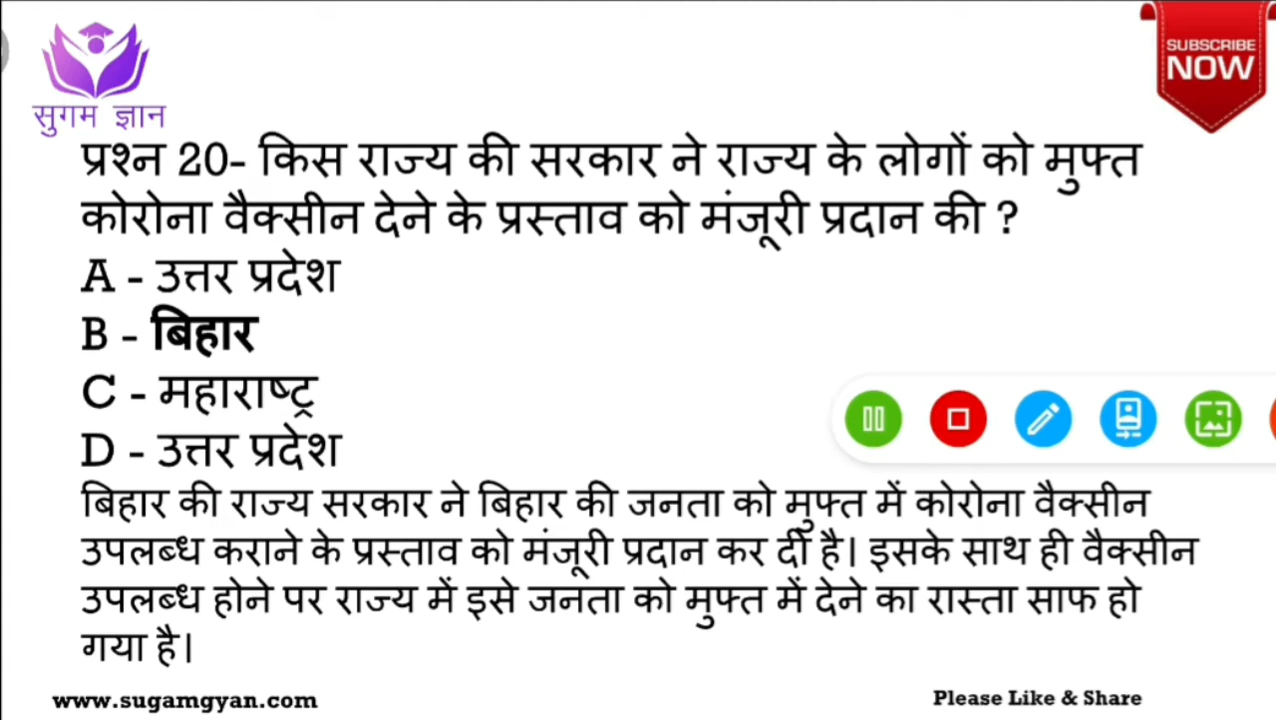 सुगम ज्ञान
SUBSCRIBE
NOW
प्रश्न 20- किस राज्य की सरकार ने राज्य के लोगों को मुफ्त
कोरोना वैक्सीन देने के प्रस्ताव को मंजूरी प्रदान की ?
A - उत्तर प्रदेश
B - बिहार
C - महाराष्ट्र
D - उत्तर प्रदेश
बिहार की राज्य सरकार ने बिहार की जनता को मुफ्त में कोरोना वैक्सीन
उपलब्ध कराने के प्रस्ताव को मंजूरी प्रदान कर दी है। इसके साथ ही वैक्सीन
उपलब्ध होने पर राज्य में इसे जनता को मुफ्त में देने का रास्ता साफ हो
गया है।
www.sugamgyan.com
Please Like & Share